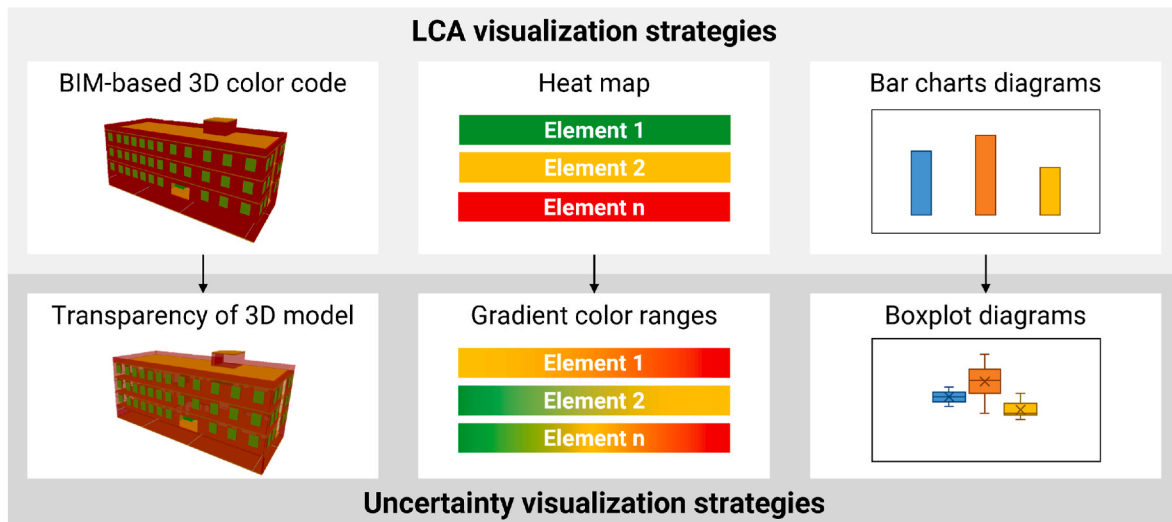 LCA visualization strategies
BIM-based 3D color code
Heat map
Element 1
Element 2
Element n
Bar charts diagrams
Transparency of 3D model
Gradient color ranges
Element 1
Element 2
Element n
Boxplot diagrams
Uncertainty visualization strategies